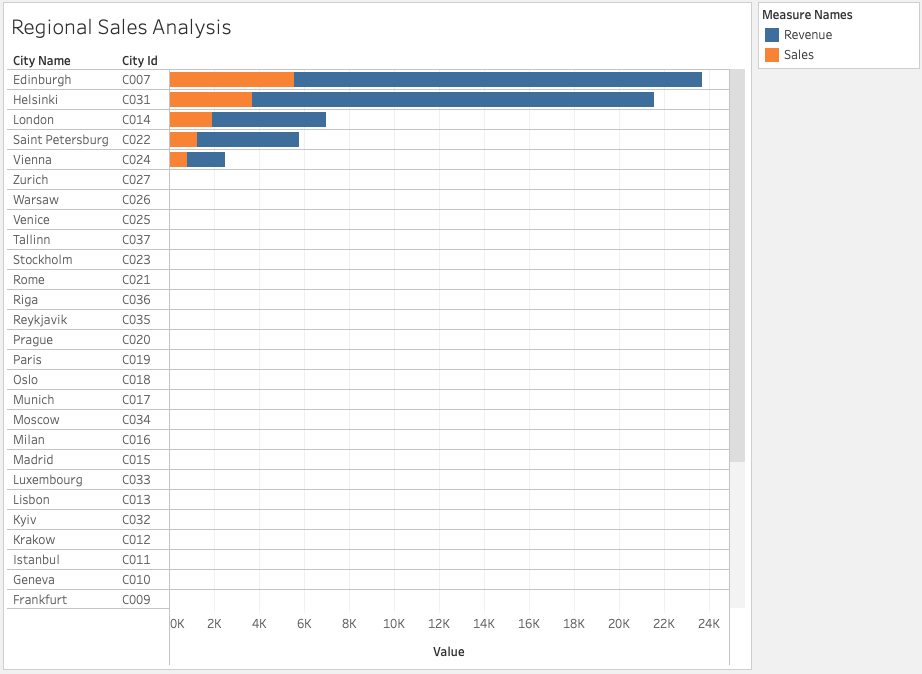 Regional Sales Analysis
City Name City Id
Edinburgh C007
Helsinki C031
London C014
Saint Petersburg C022
Vienna C024
Zurich C027
Warsaw C026
Venice C025
Tallinn C037
Stockholm C023
Rome C021
Riga C036
Reykjavik C035
Prague C020
Paris C019
Oslo C018
Munich C017
Moscow C034
Milan C016
Madrid C015
Luxembourg C033
Lisbon C013
Kyiv C032
Krakow C012
Istanbul C011
Geneva C010
Frankfurt C009
0K 2K 4K 6K 8K 10K 12K 14K 16K 18K 20K 22K 24K
Value
Measure Names
Revenue
Sales